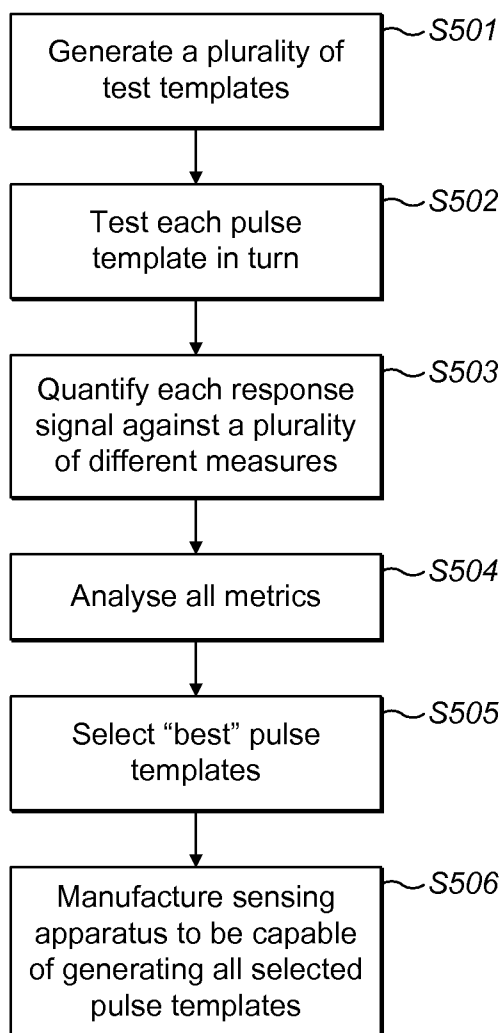 S501
Generate a plurality of
test templates
S502
Test each pulse
template in turn
S503
Quantify each response
signal against a plurality
of different measures
S504
Analyse all metrics
S505
Select “best” pulse
templates
S506
Manufacture sensing
apparatus to be capable
of generating all selected
pulse templates